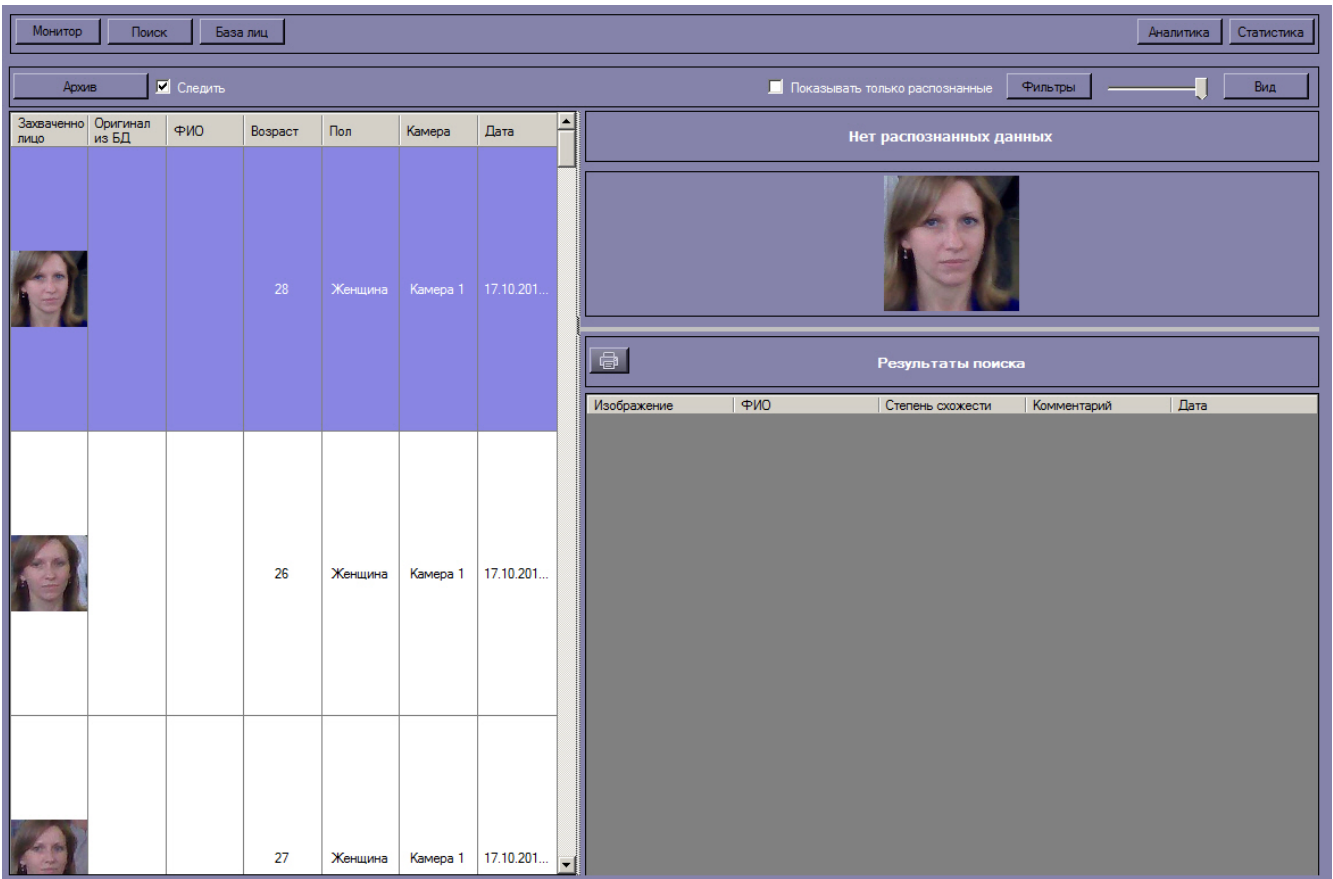 Монитор Поиск База лиц Аналитика Статистика
Архив Следить Показывать только распознанные Фильтры Вид
Захваченно лицо Оригинал из БД ФИО Возраст Пол Камера Дата
Нет распознанных данных
28 Женщина Камера 1 17.10.201...
Результаты поиска
Изображение ФИО Степень схожести Комментарий Дата
26 Женщина Камера 1 17.10.201...
27 Женщина Камера 1 17.10.201...